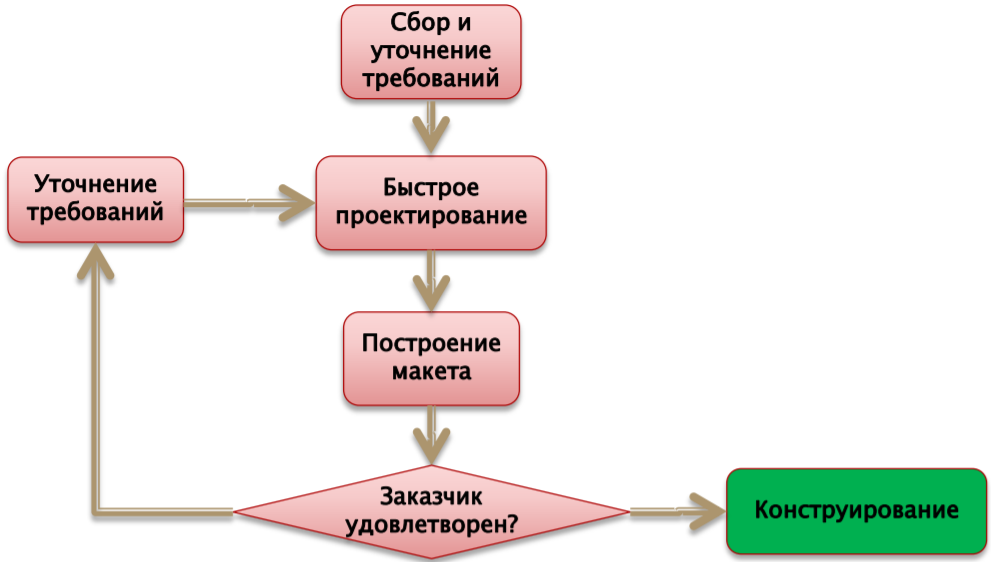 Сбор и
уточнение
требований
Уточнение
требований
Быстрое
проектирование
Построение
макета
Заказчик
удовлетворен?
Конструирование